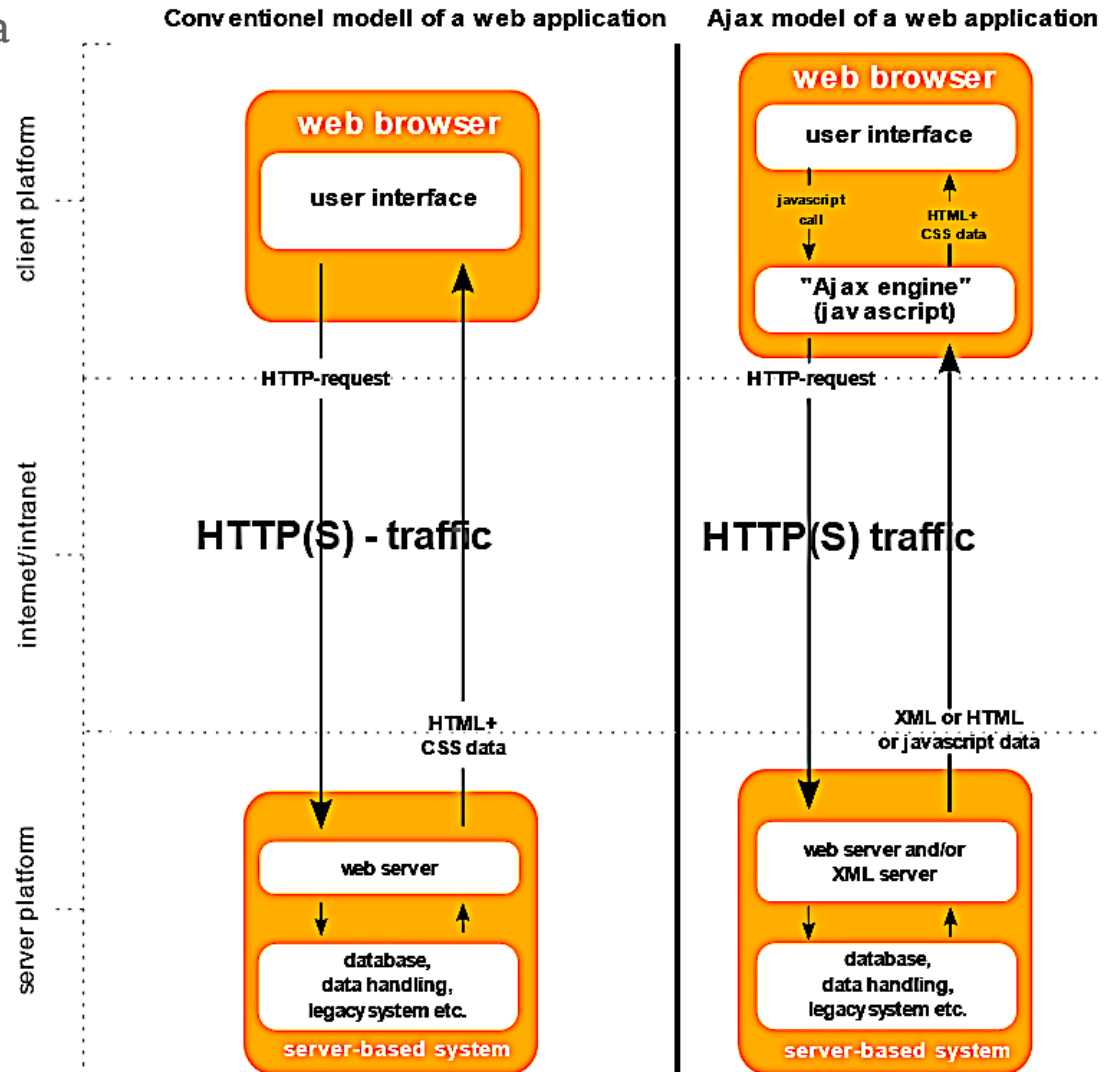 a
Conventionel modell of a web application
Ajax model of a web application
client platform
internet/intranet
server platform
web browser
user interface
HTTP-request
HTTP(S) - traffic
HTML+
CSS data
web server
database,
data handling,
legacy system etc.
server-based system
web browser
user interface
javascript
call
HTML+
CSS data
"Ajax engine"
(javascript)
HTTP-request
HTTP(S) traffic
XML or HTML
or javascript data
web server and/or
XML server
database,
data handling,
legacy system etc.
server-based system